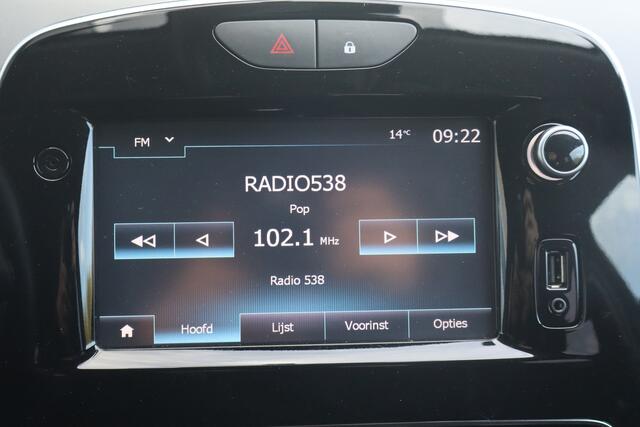 FM 14°C 09:22
RADIO538
Pop
102.1 MHz
Radio 538
Hoofd Lijst Voorinst Opties